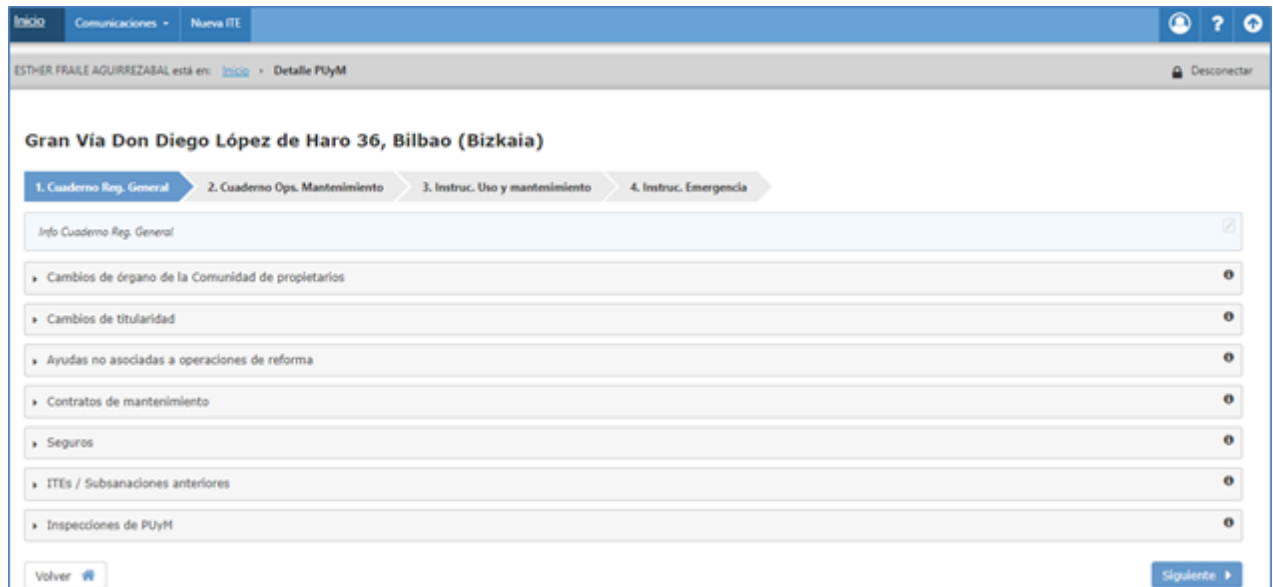 Inicio Comunicaciones Nueva ITE ?
ESTHER FRAILE AGUIRREZABAL está en: Inicio › Detalle PUyM Desconectar
Gran Vía Don Diego López de Haro 36, Bilbao (Bizkaia)
1. Cuaderno Reg. General 2. Cuaderno Ops. Mantenimiento 3. Instruc. Uso y mantenimiento 4. Instruc. Emergencia
Info Cuaderno Reg. General
Cambios de órgano de la Comunidad de propietarios
Cambios de titularidad
Ayudas no asociadas a operaciones de reforma
Contratos de mantenimiento
Seguros
ITEs / Subsanaciones anteriores
Inspecciones de PUyM
Volver Siguiente